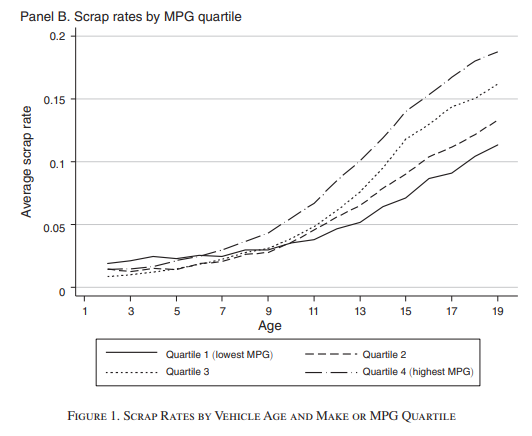 Panel B. Scrap rates by MPG quartile
0.2
0.15
0.1
0.05
0
Average scrap rate
1 3 5 7 9 11 13 15 17 19
Age
Quartile 1 (lowest MPG) Quartile 2
Quartile 3 Quartile 4 (highest MPG)
FIGURE 1. SCRAP RATES BY VEHICLE AGE AND MAKE OR MPG QUARTILE